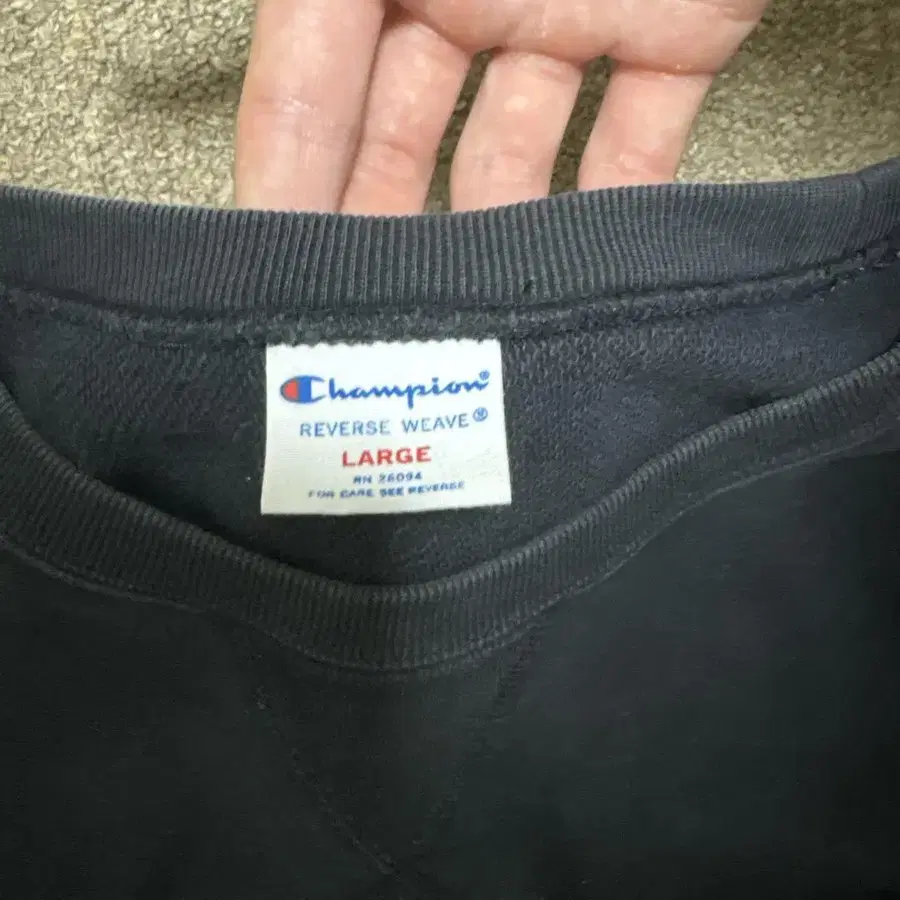 Champion®
REVERSE WEAVE®
LARGE
RN 26094
FOR CARE SEE REVERSE